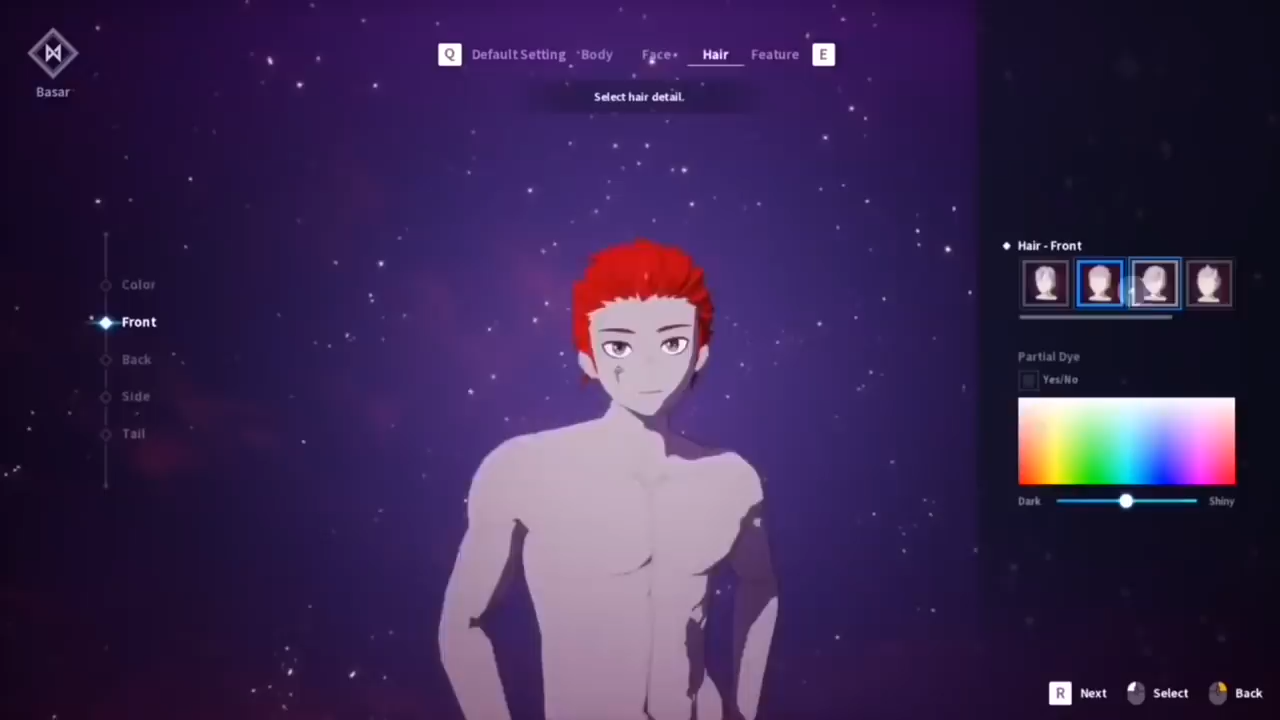 Basar
Q Default Setting Body Face Hair Feature E
Select hair detail.
Color
Front
Back
Side
Tail
Hair - Front
Partial Dye
Yes/No
Dark Shiny
R Next Select Back